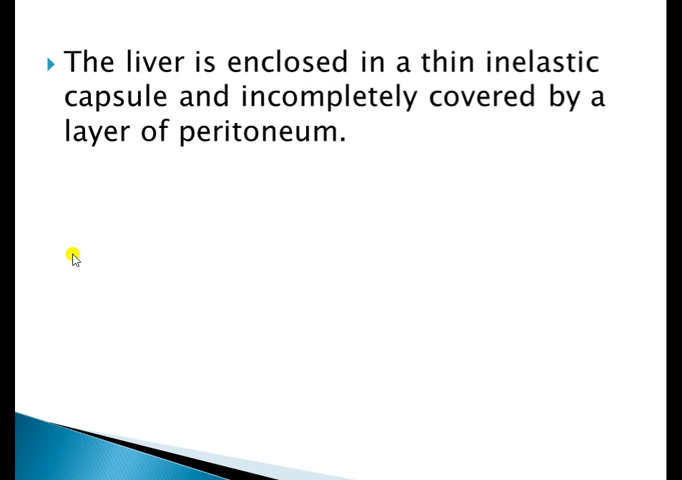 The liver is enclosed in a thin inelastic
capsule and incompletely covered by a
layer of peritoneum.